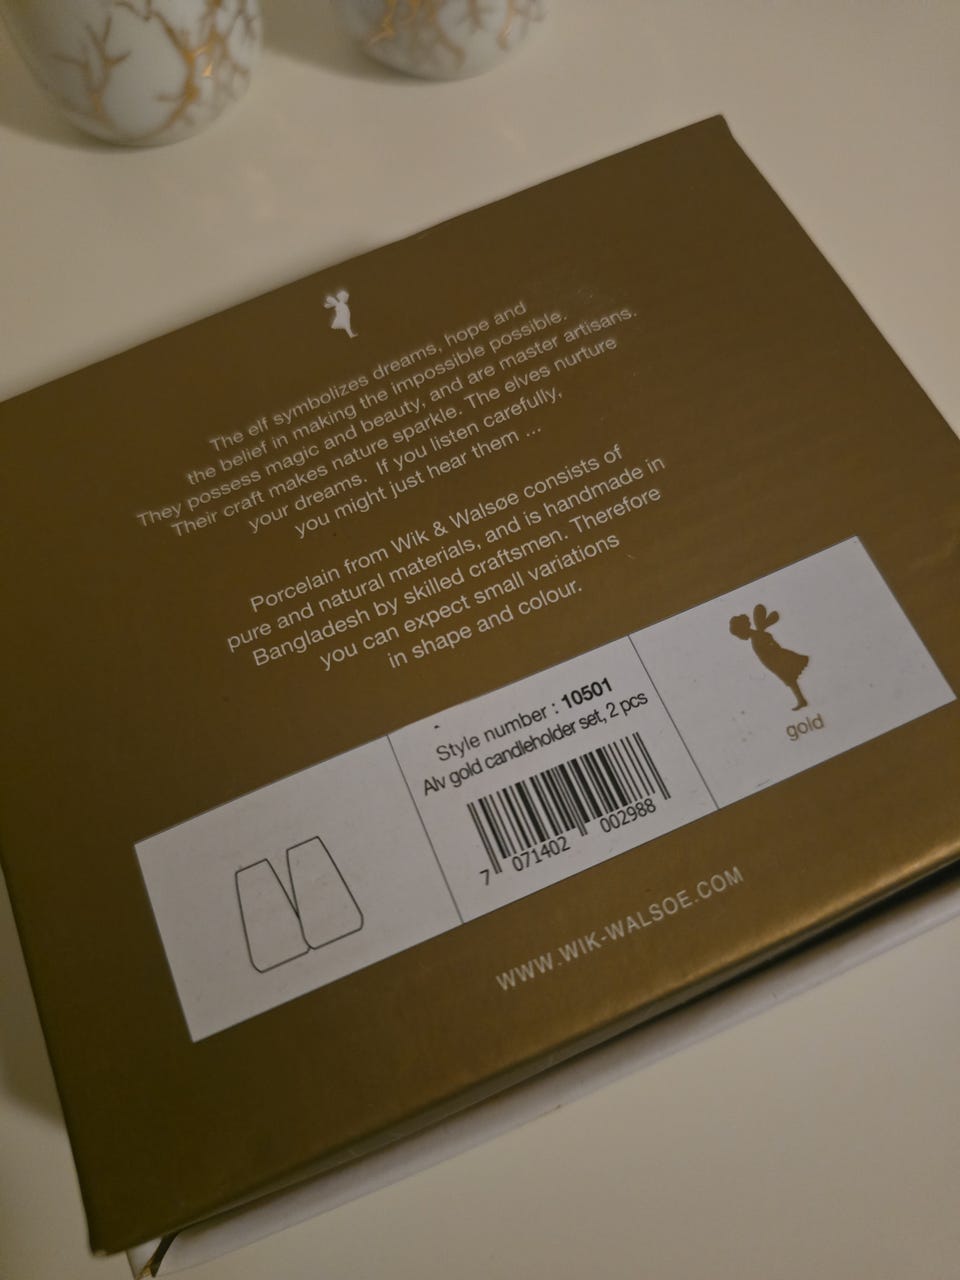 The elf symbolizes dreams, hope and
the belief in making the impossible possible.
They possess magic and beauty, and are master artisans.
Their craft makes nature sparkle. The elves nurture
your dreams. If you listen carefully,
you might just hear them ...
Porcelain from Wik & Walsøe consists of
pure and natural materials, and is handmade in
Bangladesh by skilled craftsmen. Therefore
you can expect small variations
in shape and colour.
Style number : 10501
Alv gold candleholder set, 2 pcs
7 071402 002988
gold
WWW.WIK-WALSOE.COM